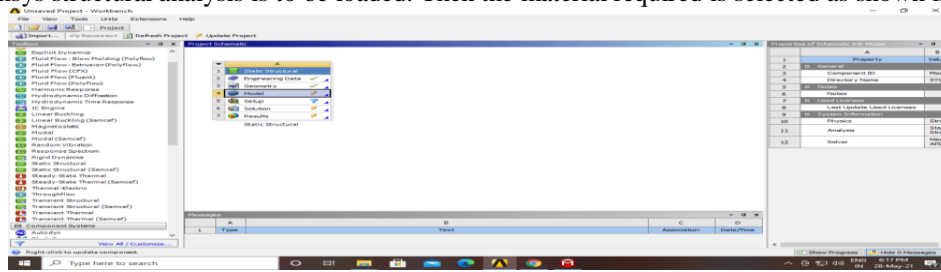 nsys structural analysis is to be loaded. Then the material required is selected as shown
Unsaved Project - Workbench
File View Tools Units Extensions Help
Project
Import... Reconnect Refresh Project Update Project
Toolbox
Explicit Dynamics
Fluid Flow - Blow Molding (Polyflow)
Fluid Flow - Extrusion (Polyflow)
Fluid Flow (CFX)
Fluid Flow (Fluent)
Fluid Flow (Polyflow)
Harmonic Response
Hydrodynamic Diffraction
Hydrodynamic Time Response
IC Engine
Linear Buckling
Linear Buckling (Samcef)
Magnetostatic
Modal
Modal (Samcef)
Random Vibration
Response Spectrum
Rigid Dynamics
Static Structural
Static Structural (Samcef)
Steady-State Thermal
Steady-State Thermal (Samcef)
Thermal-Electric
Throughflow
Transient Structural
Transient Structural (Samcef)
Transient Thermal
Transient Thermal (Samcef)
Component Systems
Autodyn
View All / Customize...
Project Schematic
A
1 Static Structural
2 Engineering Data
3 Geometry
4 Model
5 Setup
6 Solution
7 Results
Static Structural
Messages
A B C D
1 Type Text Association Date/Time
Properties of Schematic A4: Model
A B
1 Property
2 General
3 Component ID
4 Directory Name SYS
5 Notes
6 Notes
7 Used Licenses
8 Last Update Used Licenses
9 System Information
10 Physics
11 Analysis
12 Solver
Right-click to update component.
Show Progress Hide 0 Messages
Type here to search
ENG 6:17 PM
IN 28-May-21